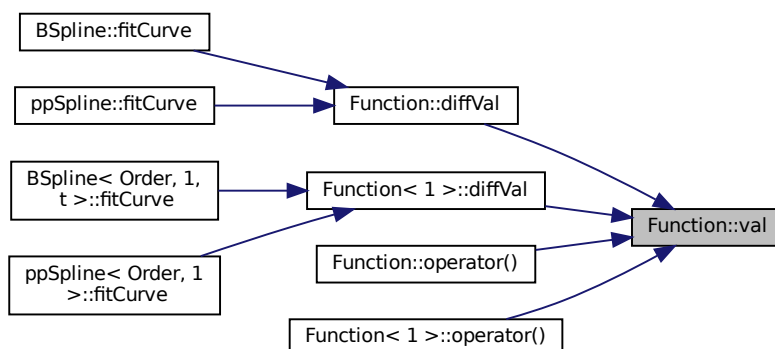 BSpline::fitCurve
ppSpline::fitCurve
Function::diffVal
BSpline< Order, 1,
t >::fitCurve
Function< 1 >::diffVal
Function::val
ppSpline< Order, 1
>::fitCurve
Function::operator()
Function< 1 >::operator()